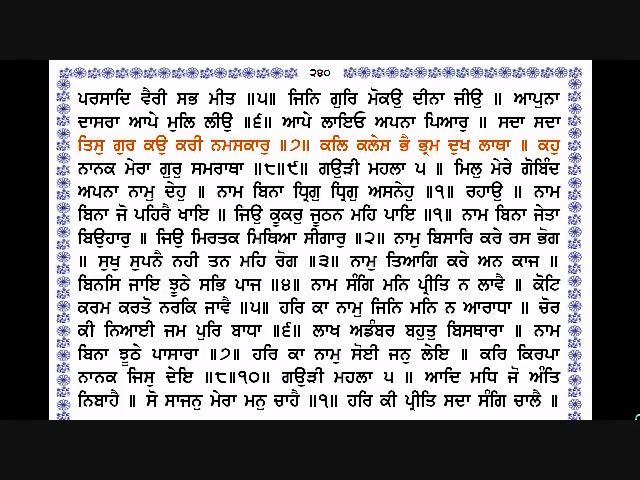 ੨੪੦
ਪਰਸਾਦਿ ਵੈਰੀ ਸਭ ਮੀਤ ॥੫॥ ਜਿਨਿ ਗੁਰਿ ਮੋਕਉ ਦੀਨਾ ਜੀਉ ॥ ਆਪੁਨਾ
ਦਾਸਰਾ ਆਪੇ ਮੁਲਿ ਲੀਉ ॥੬॥ ਆਪੇ ਲਾਇਓ ਅਪਨਾ ਪਿਆਰੁ ॥ ਸਦਾ ਸਦਾ
ਤਿਸੁ ਗੁਰ ਕਉ ਕਰੀ ਨਮਸਕਾਰੁ ॥੭॥ ਕਲਿ ਕਲੇਸ ਭੈ ਭ੍ਰਮ ਦੁਖ ਲਾਥਾ ॥ ਕਹੁ
ਨਾਨਕ ਮੇਰਾ ਗੁਰੁ ਸਮਰਾਥਾ ॥੮॥੯॥ ਗਉੜੀ ਮਹਲਾ ੫ ॥ ਮਿਲੁ ਮੇਰੇ ਗੋਬਿੰਦ
ਅਪਨਾ ਨਾਮੁ ਦੇਹੁ ॥ ਨਾਮ ਬਿਨਾ ਧ੍ਰਿਗੁ ਧ੍ਰਿਗੁ ਅਸਨੇਹੁ ॥੧॥ ਰਹਾਉ ॥ ਨਾਮ
ਬਿਨਾ ਜੋ ਪਹਿਰੈ ਖਾਇ ॥ ਜਿਉ ਕੂਕਰੁ ਜੂਠਨ ਮਹਿ ਪਾਇ ॥੧॥ ਨਾਮ ਬਿਨਾ ਜੇਤਾ
ਬਿਉਹਾਰੁ ॥ ਜਿਉ ਮਿਰਤਕ ਮਿਥਿਆ ਸੀਗਾਰੁ ॥੨॥ ਨਾਮੁ ਬਿਸਾਰਿ ਕਰੇ ਰਸ ਭੋਗ
॥ ਸੁਖੁ ਸੁਪਨੈ ਨਹੀ ਤਨ ਮਹਿ ਰੋਗ ॥੩॥ ਨਾਮੁ ਤਿਆਗਿ ਕਰੇ ਅਨ ਕਾਜ ॥
ਬਿਨਸਿ ਜਾਇ ਝੂਠੇ ਸਭਿ ਪਾਜ ॥੪॥ ਨਾਮ ਸੰਗਿ ਮਨਿ ਪ੍ਰੀਤਿ ਨ ਲਾਵੈ ॥ ਕੋਟਿ
ਕਰਮ ਕਰਤੋ ਨਰਕਿ ਜਾਵੈ ॥੫॥ ਹਰਿ ਕਾ ਨਾਮੁ ਜਿਨਿ ਮਨਿ ਨ ਆਰਾਧਾ ॥ ਚੋਰ
ਕੀ ਨਿਆਈ ਜਮ ਪੁਰਿ ਬਾਧਾ ॥੬॥ ਲਾਖ ਅਡੰਬਰ ਬਹੁਤੁ ਬਿਸਥਾਰਾ ॥ ਨਾਮ
ਬਿਨਾ ਝੂਠੇ ਪਾਸਾਰਾ ॥੭॥ ਹਰਿ ਕਾ ਨਾਮੁ ਸੋਈ ਜਨੁ ਲੇਇ ॥ ਕਰਿ ਕਿਰਪਾ
ਨਾਨਕ ਜਿਸੁ ਦੇਇ ॥੮॥੧੦॥ ਗਉੜੀ ਮਹਲਾ ੫ ॥ ਆਦਿ ਮਧਿ ਜੋ ਅੰਤਿ
ਨਿਬਾਹੈ ॥ ਸੋ ਸਾਜਨੁ ਮੇਰਾ ਮਨੁ ਚਾਹੈ ॥੧॥ ਹਰਿ ਕੀ ਪ੍ਰੀਤਿ ਸਦਾ ਸੰਗਿ ਚਾਲੈ ॥